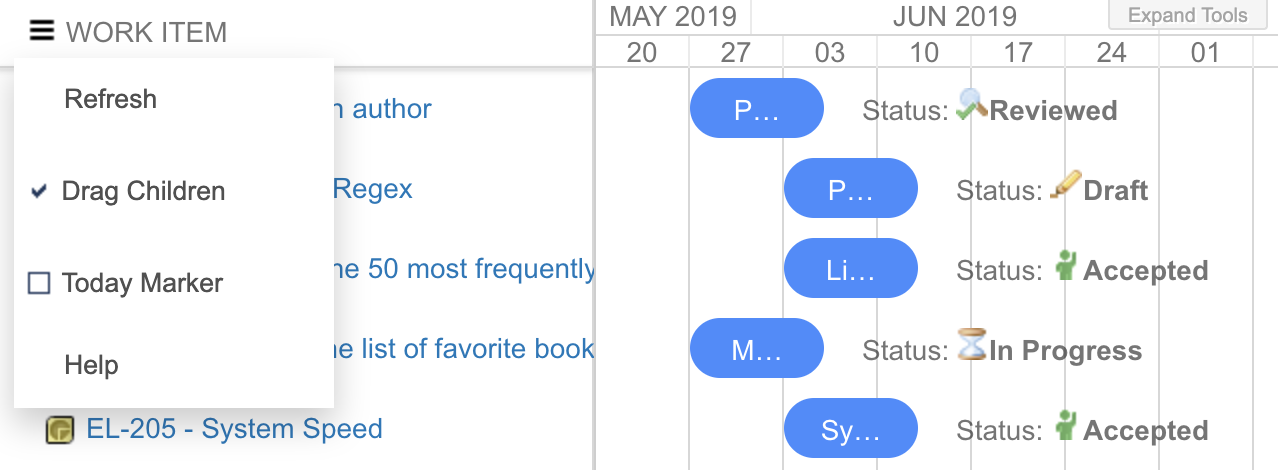 WORK ITEM
MAY 2019 JUN 2019 Expand Tools
20 27 03 10 17 24 01
Refresh
author P... Status: Reviewed
Drag Children
Regex P... Status: Draft
Today Marker
he 50 most frequently Li... Status: Accepted
Help
he list of favorite book M... Status: In Progress
EL-205 - System Speed Sy... Status: Accepted